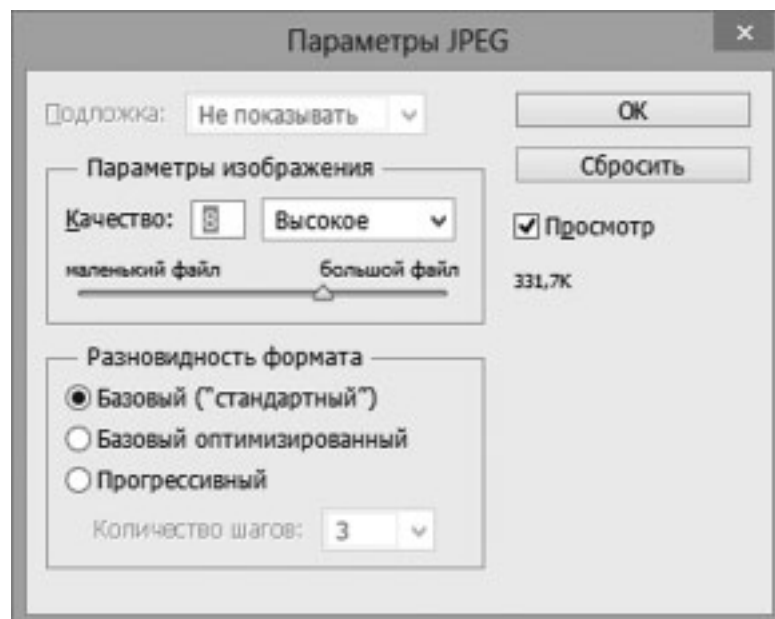 Параметры JPEG
Подложка: Не показывать
ОК
Сбросить
Просмотр
331,7K
Параметры изображения
Качество: 8 Высокое
маленький файл большой файл
Разновидность формата
Базовый ("стандартный")
Базовый оптимизированный
Прогрессивный
Количество шагов: 3